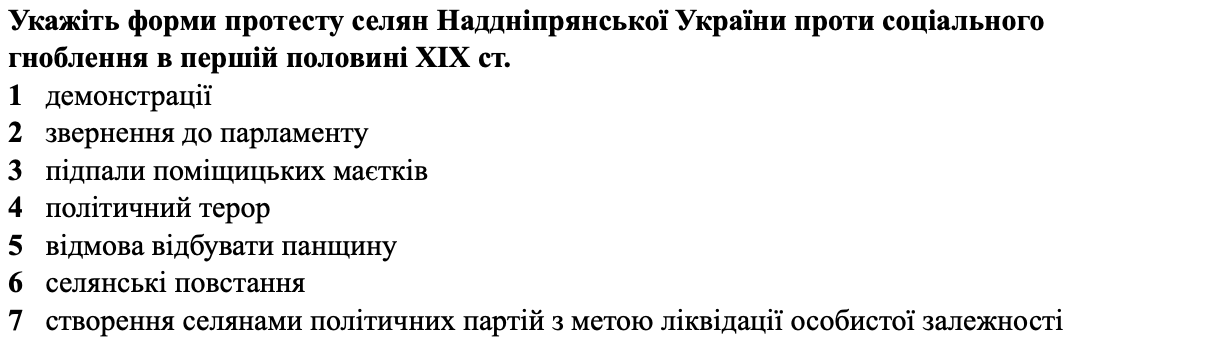 Укажіть форми протесту селян Наддніпрянської України проти соціального
гноблення в першій половині XIX ст.
1 демонстрації
2 звернення до парламенту
3 підпали поміщицьких маєтків
4 політичний терор
5 відмова відбувати панщину
6 селянські повстання
7 створення селянами політичних партій з метою ліквідації особистої залежності